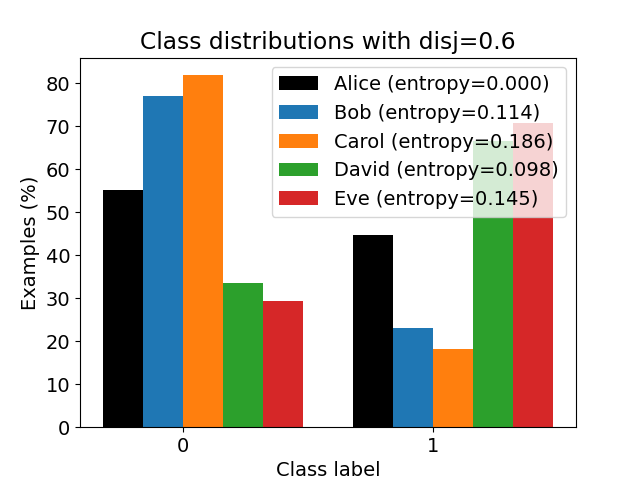 Class distributions with disj=0.6
Alice (entropy=0.000)
Bob (entropy=0.114)
Carol (entropy=0.186)
David (entropy=0.098)
Eve (entropy=0.145)
Examples (%)
80
70
60
50
40
30
20
10
0
0 1
Class label